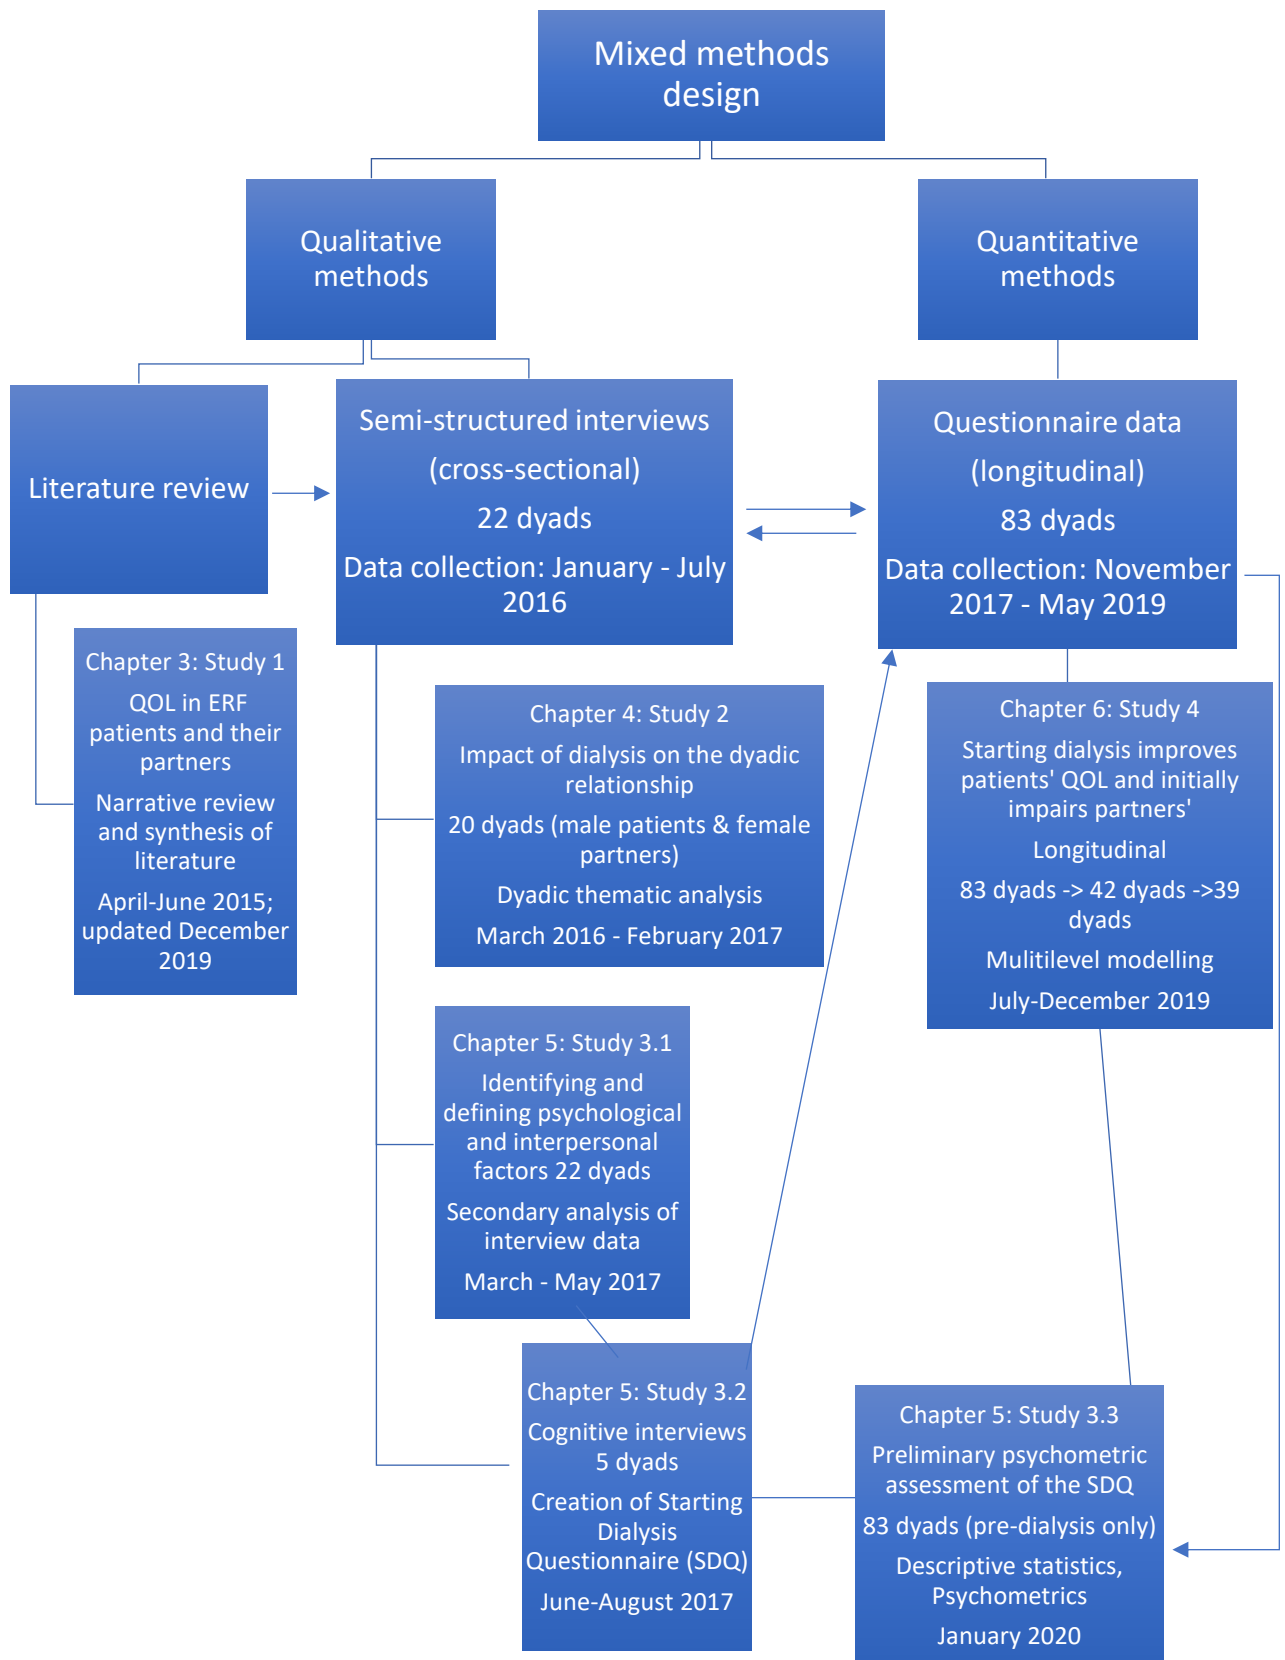 Mixed methods
design
Qualitative
methods
Quantitative
methods
Literature review
Semi-structured interviews
(cross-sectional)
22 dyads
Data collection: January - July
2016
Questionnaire data
(longitudinal)
83 dyads
Data collection: November
2017 - May 2019
Chapter 3: Study 1
QOL in ERF
patients and their
partners
Narrative review
and synthesis of
literature
April-June 2015;
updated December
2019
Chapter 4: Study 2
Impact of dialysis on the dyadic
relationship
20 dyads (male patients & female
partners)
Dyadic thematic analysis
March 2016 - February 2017
Chapter 6: Study 4
Starting dialysis improves
patients' QOL and initially
impairs partners'
Longitudinal
83 dyads -> 42 dyads ->39
dyads
Mulitilevel modelling
July-December 2019
Chapter 5: Study 3.1
Identifying and
defining psychological
and interpersonal
factors 22 dyads
Secondary analysis of
interview data
March - May 2017
Chapter 5: Study 3.2
Cognitive interviews
5 dyads
Creation of Starting
Dialysis
Questionnaire (SDQ)
June-August 2017
Chapter 5: Study 3.3
Preliminary psychometric
assessment of the SDQ
83 dyads (pre-dialysis only)
Descriptive statistics,
Psychometrics
January 2020